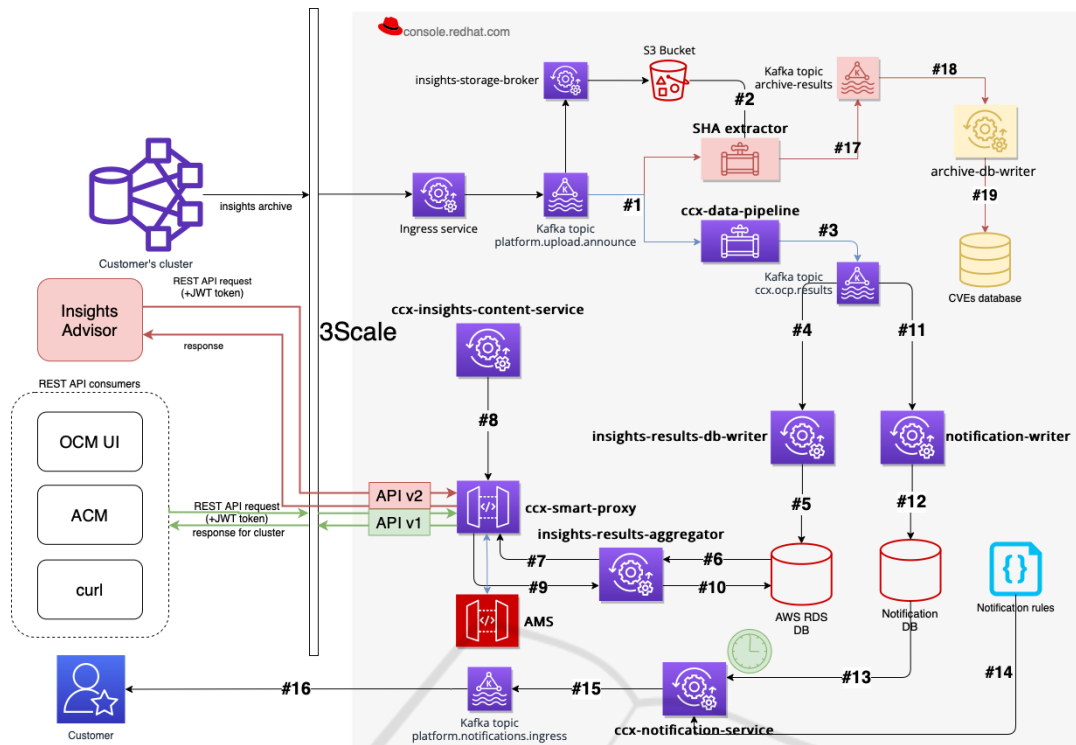 console.redhat.com
S3 Bucket
insights-storage-broker
Kafka topic
archive-results
#18
#2
SHA extractor
#17
archive-db-writer
insights archive
Ingress service
#1
Kafka topic
platform.upload.announce
ccx-data-pipeline
#3
#19
Customer's cluster
Kafka topic
ccx.ocp.results
CVEs database
REST API request
(+JWT token)
Insights
Advisor
response
3Scale
ccx-insights-content-service
#4
#11
REST API consumers
OCM UI
#8
insights-results-db-writer
notification-writer
ACM
REST API request
(+JWT token)
response for cluster
API v2
API v1
ccx-smart-proxy
#5
#12
insights-results-aggregator
#7
#6
#9
#10
curl
AMS
AWS RDS
DB
Notification
DB
Notification rules
#16
#15
#13
#14
Customer
Kafka topic
platform.notifications.ingress
ccx-notification-service